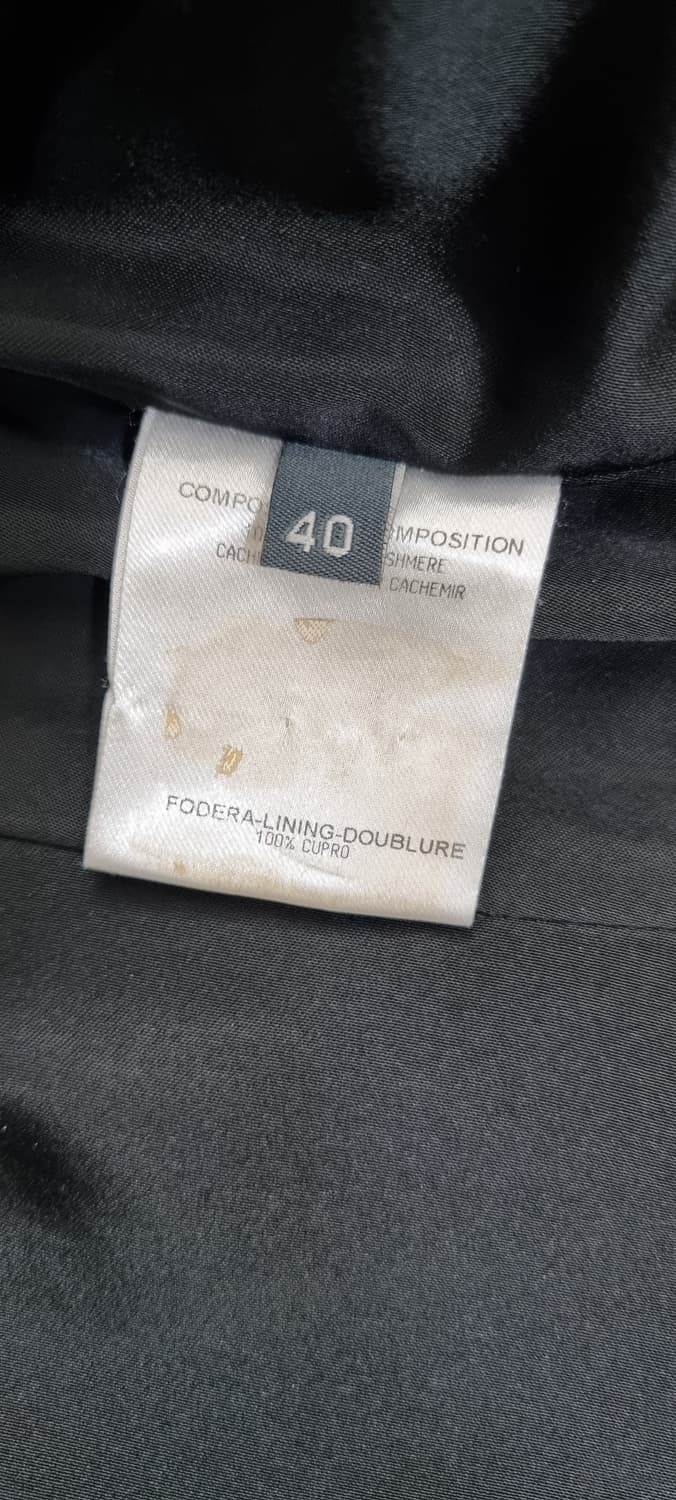 COMPO
40
MPOSITION
CACH
SHMERE
CACHEMIR
FODERA-LINING-DOUBLURE
100% CUPRO